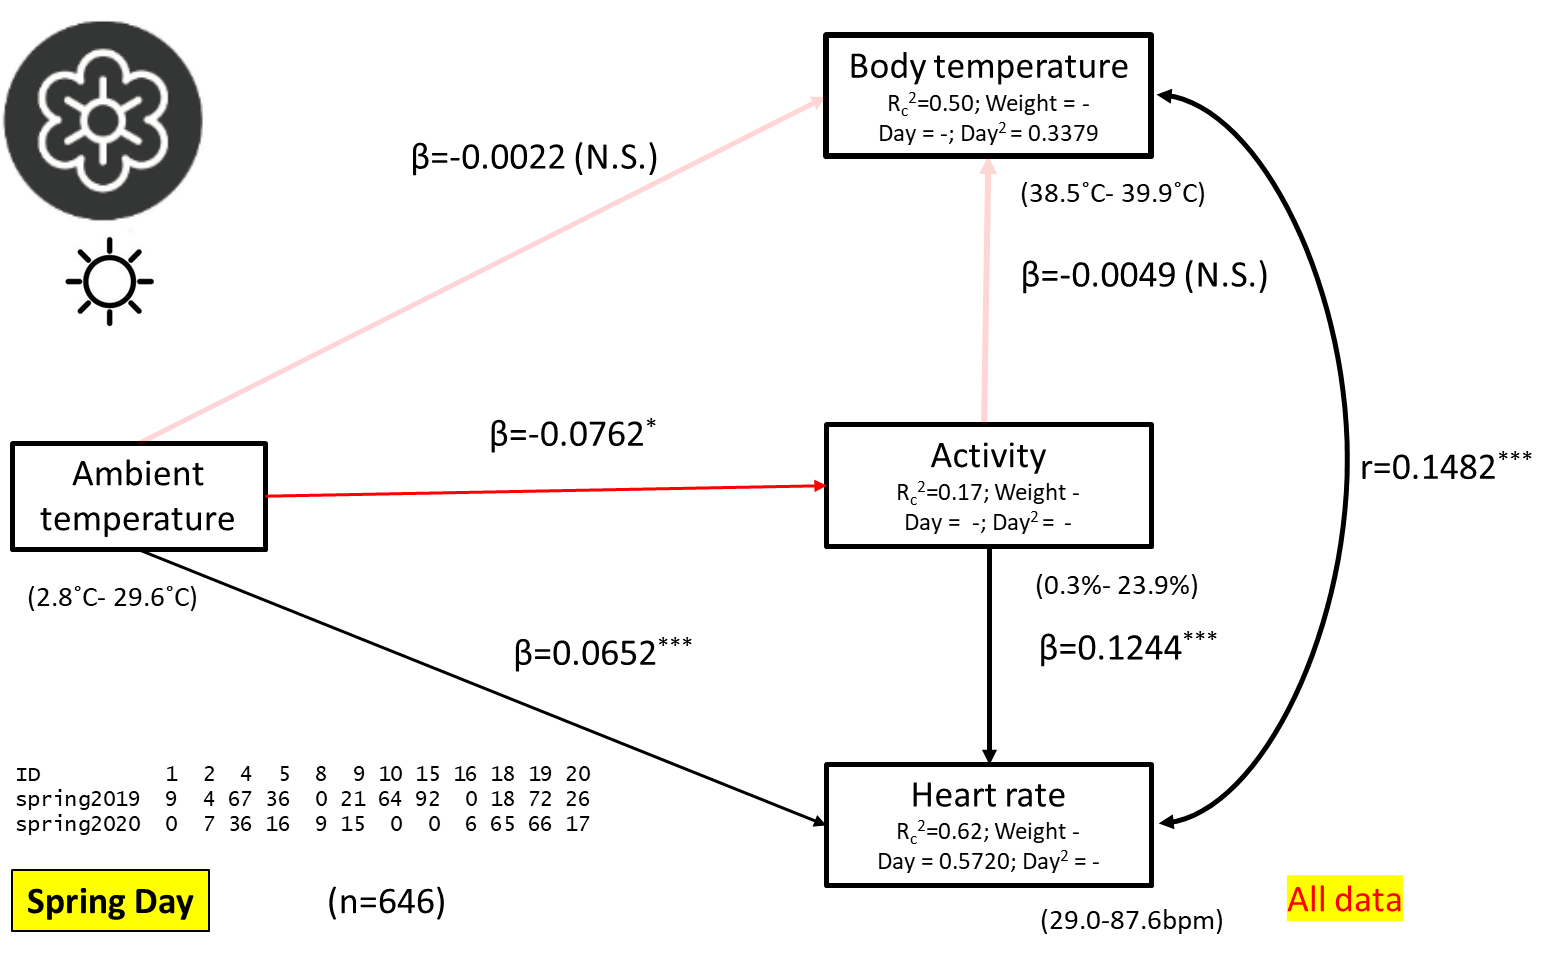 Body temperature
Rc²=0.50; Weight = -
Day = -; Day² = 0.3379
β=-0.0022 (N.S.)
(38.5˚C- 39.9˚C)
β=-0.0049 (N.S.)
β=-0.0762*
Activity
Rc²=0.17; Weight -
Day = -; Day² = -
r=0.1482***
Ambient
temperature
(2.8˚C- 29.6˚C)
(0.3%- 23.9%)
β=0.0652***
β=0.1244***
ID 1 2 4 5 8 9 10 15 16 18 19 20
spring2019 9 4 67 36 0 21 64 92 0 18 72 26
spring2020 0 7 36 16 9 15 0 0 6 65 66 17
Heart rate
Rc²=0.62; Weight -
Day = 0.5720; Day² = -
Spring Day
(n=646)
All data
(29.0-87.6bpm)